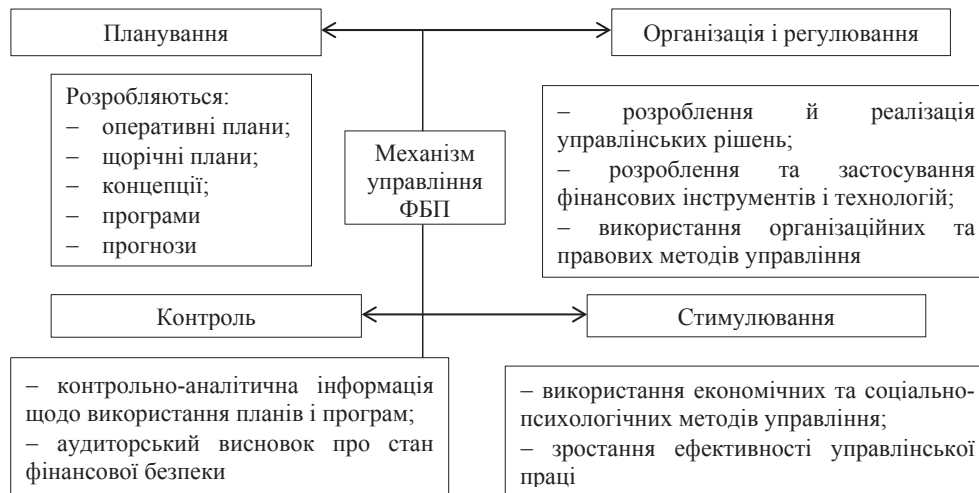 Планування
Організація і регулювання
Розробляються:
– оперативні плани;
– щорічні плани;
– концепції;
– програми
– прогнози
Механізм
управління
ФБП
– розроблення й реалізація
управлінських рішень;
– розроблення та застосування
фінансових інструментів і технологій;
– використання організаційних та
правових методів управління
Контроль
Стимулювання
– контрольно-аналітична інформація
щодо використання планів і програм;
– аудиторський висновок про стан
фінансової безпеки
– використання економічних та соціально-
психологічних методів управління;
– зростання ефективності управлінської
праці